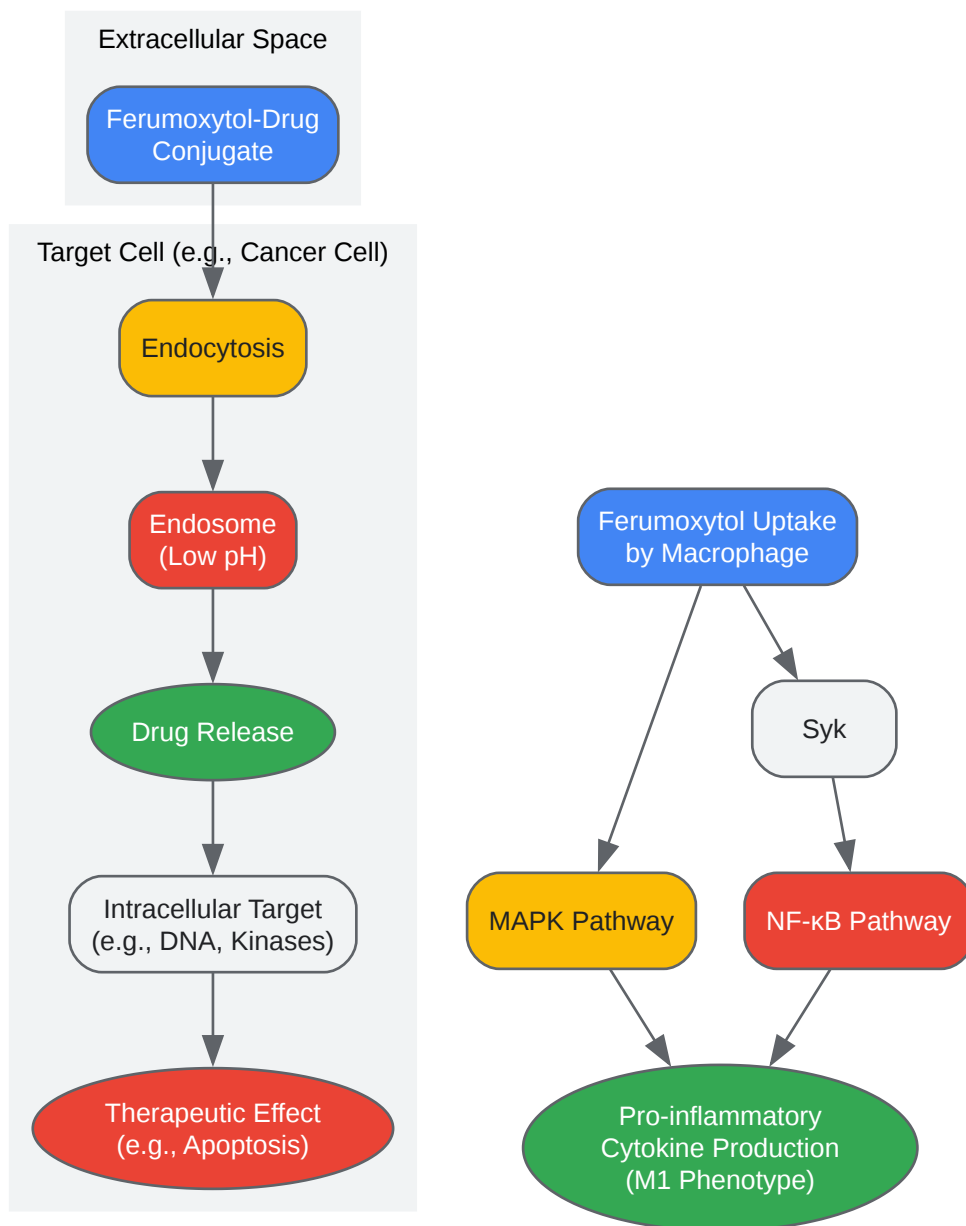 Extracellular Space
Ferumoxytol-Drug
Conjugate
Target Cell (e.g., Cancer Cell)
Endocytosis
Endosome
(Low pH)
Drug Release
Intracellular Target
(e.g., DNA, Kinases)
Therapeutic Effect
(e.g., Apoptosis)
Ferumoxytol Uptake
by Macrophage
Syk
MAPK Pathway
NF-κB Pathway
Pro-inflammatory
Cytokine Production
(M1 Phenotype)